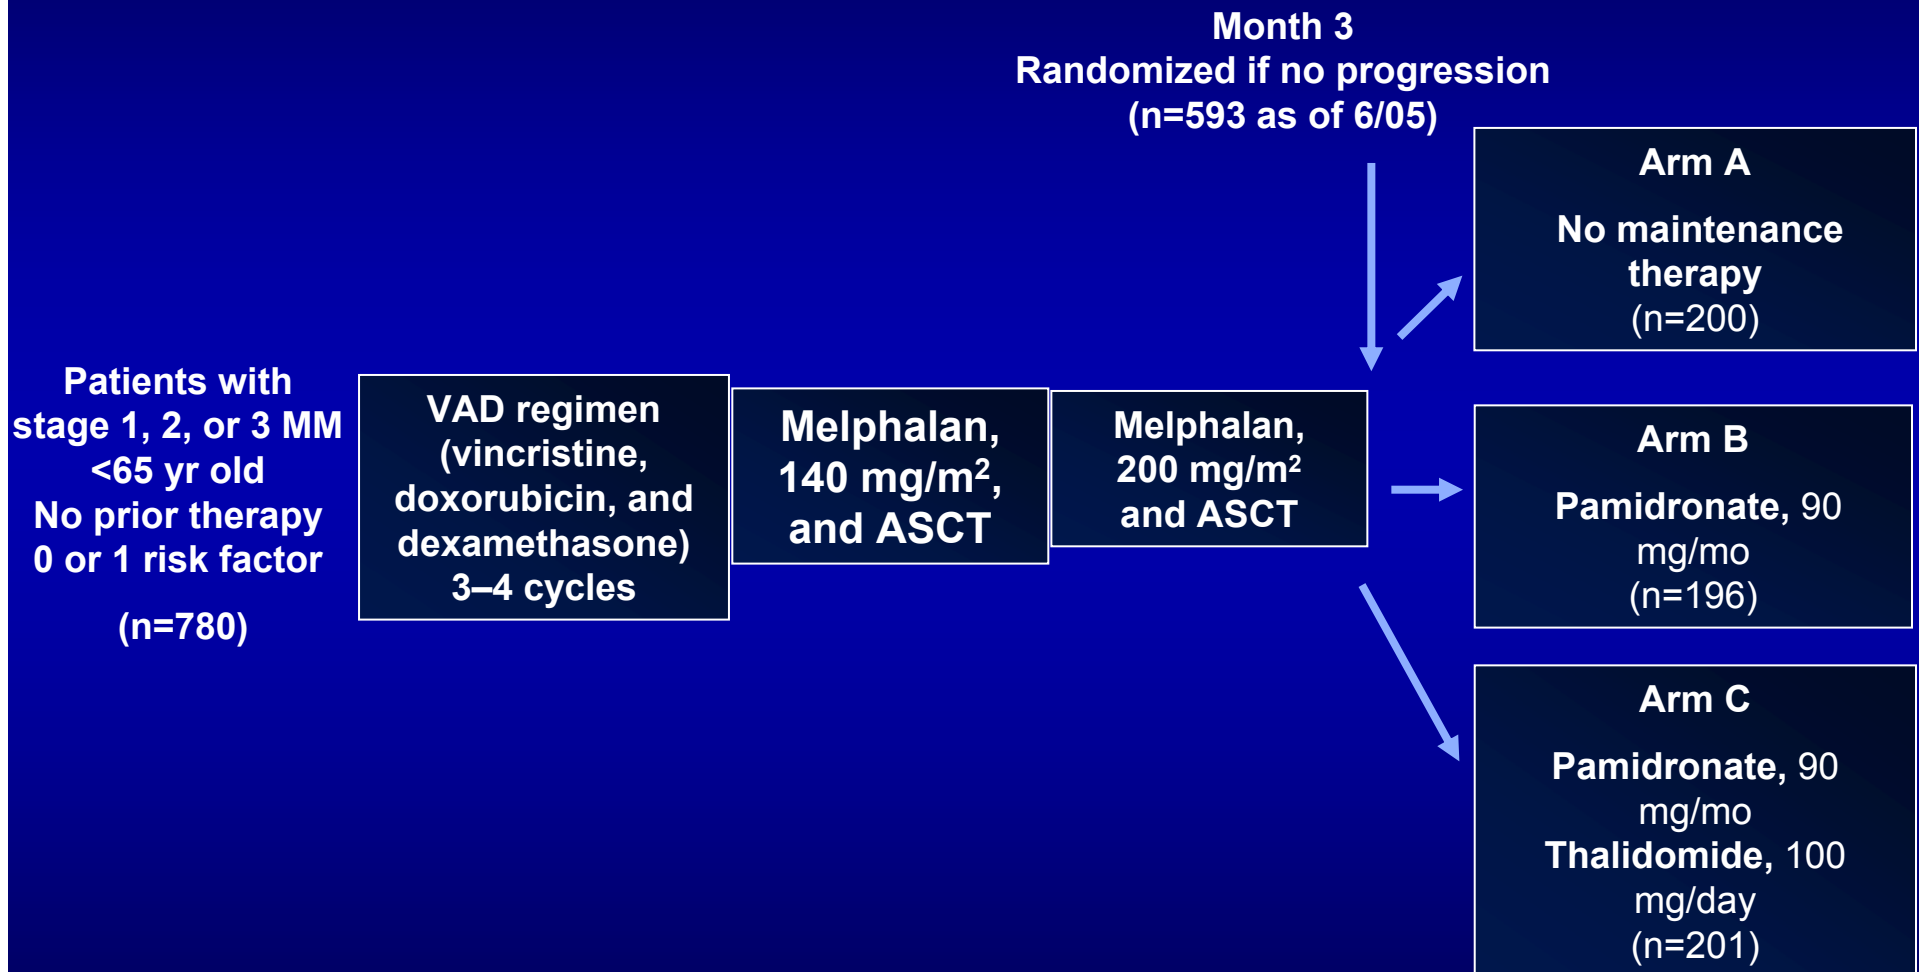 Month 3
Randomized if no progression
(n=593 as of 6/05)
Patients with
stage 1, 2, or 3 MM
<65 yr old
No prior therapy
0 or 1 risk factor
(n=780)
VAD regimen
(vincristine,
doxorubicin, and
dexamethasone)
3–4 cycles
Melphalan,
140 mg/m²,
and ASCT
Melphalan,
200 mg/m²
and ASCT
Arm A
No maintenance
therapy
(n=200)
Arm B
Pamidronate, 90
mg/mo
(n=196)
Arm C
Pamidronate, 90
mg/mo
Thalidomide, 100
mg/day
(n=201)